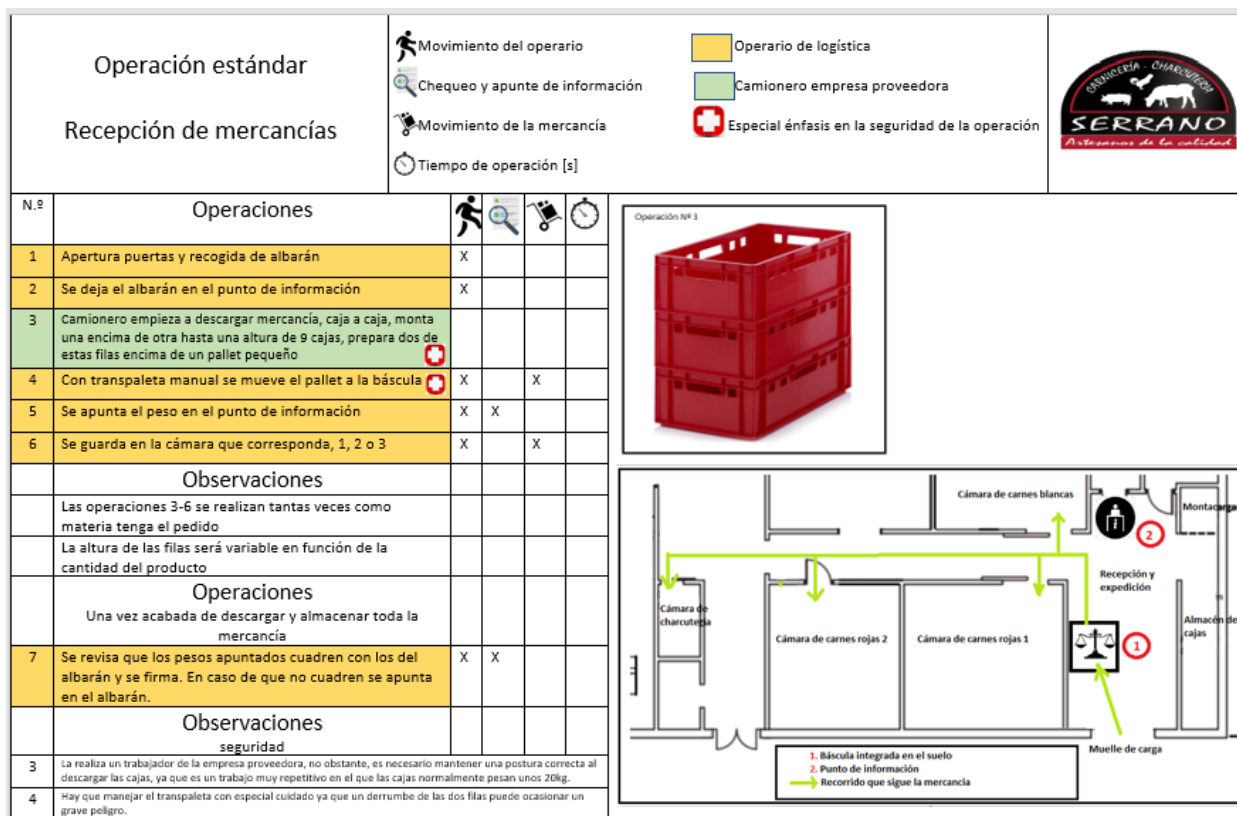 Operación estándar
Recepción de mercancías
Movimiento del operario
Chequeo y apunte de información
Movimiento de la mercancía
Tiempo de operación [s]
Operario de logística
Camionero empresa proveedora
Especial énfasis en la seguridad de la operación
CARNICERÍA - CHARCUTERIA
SERRANO
Artesanos de la calidad
N.º Operaciones
1 Apertura puertas y recogida de albarán X
2 Se deja el albarán en el punto de información X
3 Camionero empieza a descargar mercancía, caja a caja, monta
una encima de otra hasta una altura de 9 cajas, prepara dos de
estas filas encima de un pallet pequeño
4 Con transpaleta manual se mueve el pallet a la báscula X X
5 Se apunta el peso en el punto de información X X
6 Se guarda en la cámara que corresponda, 1, 2 o 3 X X
Observaciones
Las operaciones 3-6 se realizan tantas veces como
materia tenga el pedido
La altura de las filas será variable en función de la
cantidad del producto
Operaciones
Una vez acabada de descargar y almacenar toda la
mercancía
7 Se revisa que los pesos apuntados cuadren con los del X X
albarán y se firma. En caso de que no cuadren se apunta
en el albarán.
Observaciones
seguridad
3 La realiza un trabajador de la empresa proveedora, no obstante, es necesario mantener una postura correcta al
descargar las cajas, ya que es un trabajo muy repetitivo en el que las cajas normalmente pesan unos 20kg.
4 Hay que manejar el transpaleta con especial cuidado ya que un derrumbe de las dos filas puede ocasionar un
grave peligro.
Operación Nº 3
Cámara de carnes blancas
Montacarga
i
2
Recepción y
expedición
Cámara de
charcutería
Cámara de carnes rojas 2
Cámara de carnes rojas 1
Almacén de
cajas
1
Muelle de carga
1. Báscula integrada en el suelo
2. Punto de información
Recorrido que sigue la mercancia